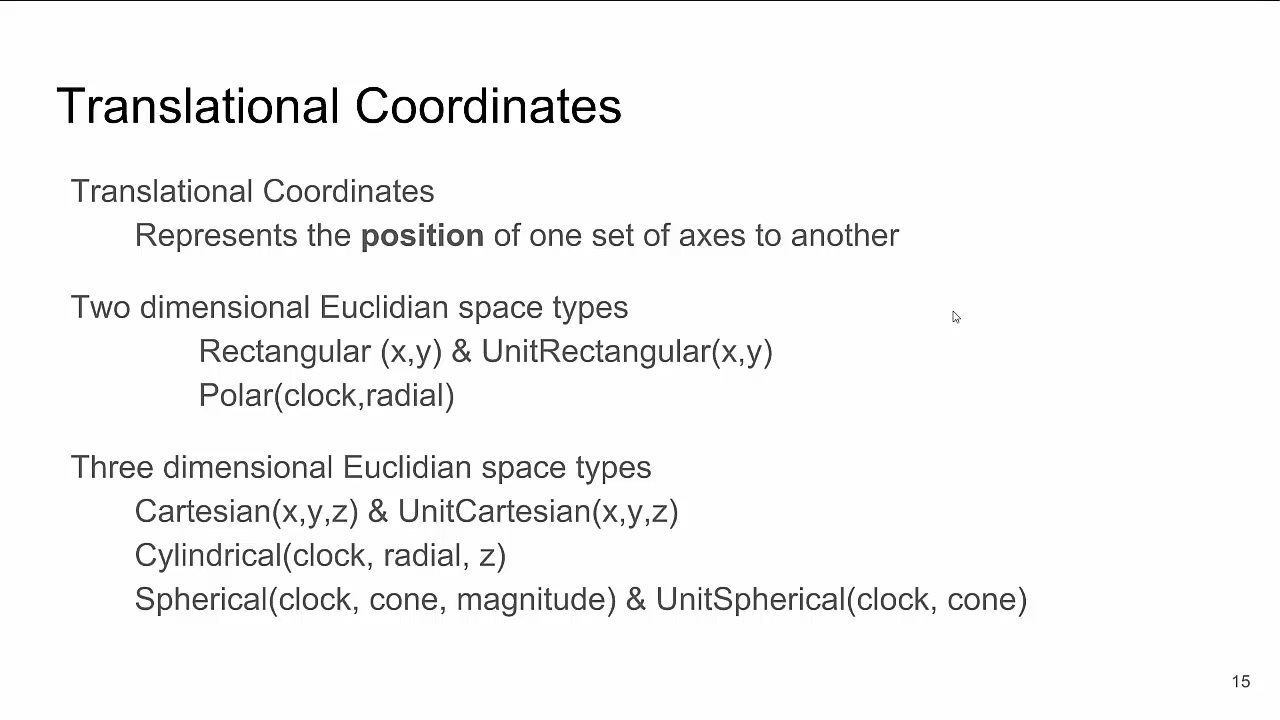 Translational Coordinates
Translational Coordinates
Represents the position of one set of axes to another
Two dimensional Euclidian space types
Rectangular (x,y) & UnitRectangular(x,y)
Polar(clock,radial)
Three dimensional Euclidian space types
Cartesian(x,y,z) & UnitCartesian(x,y,z)
Cylindrical(clock, radial, z)
Spherical(clock, cone, magnitude) & UnitSpherical(clock, cone)
15